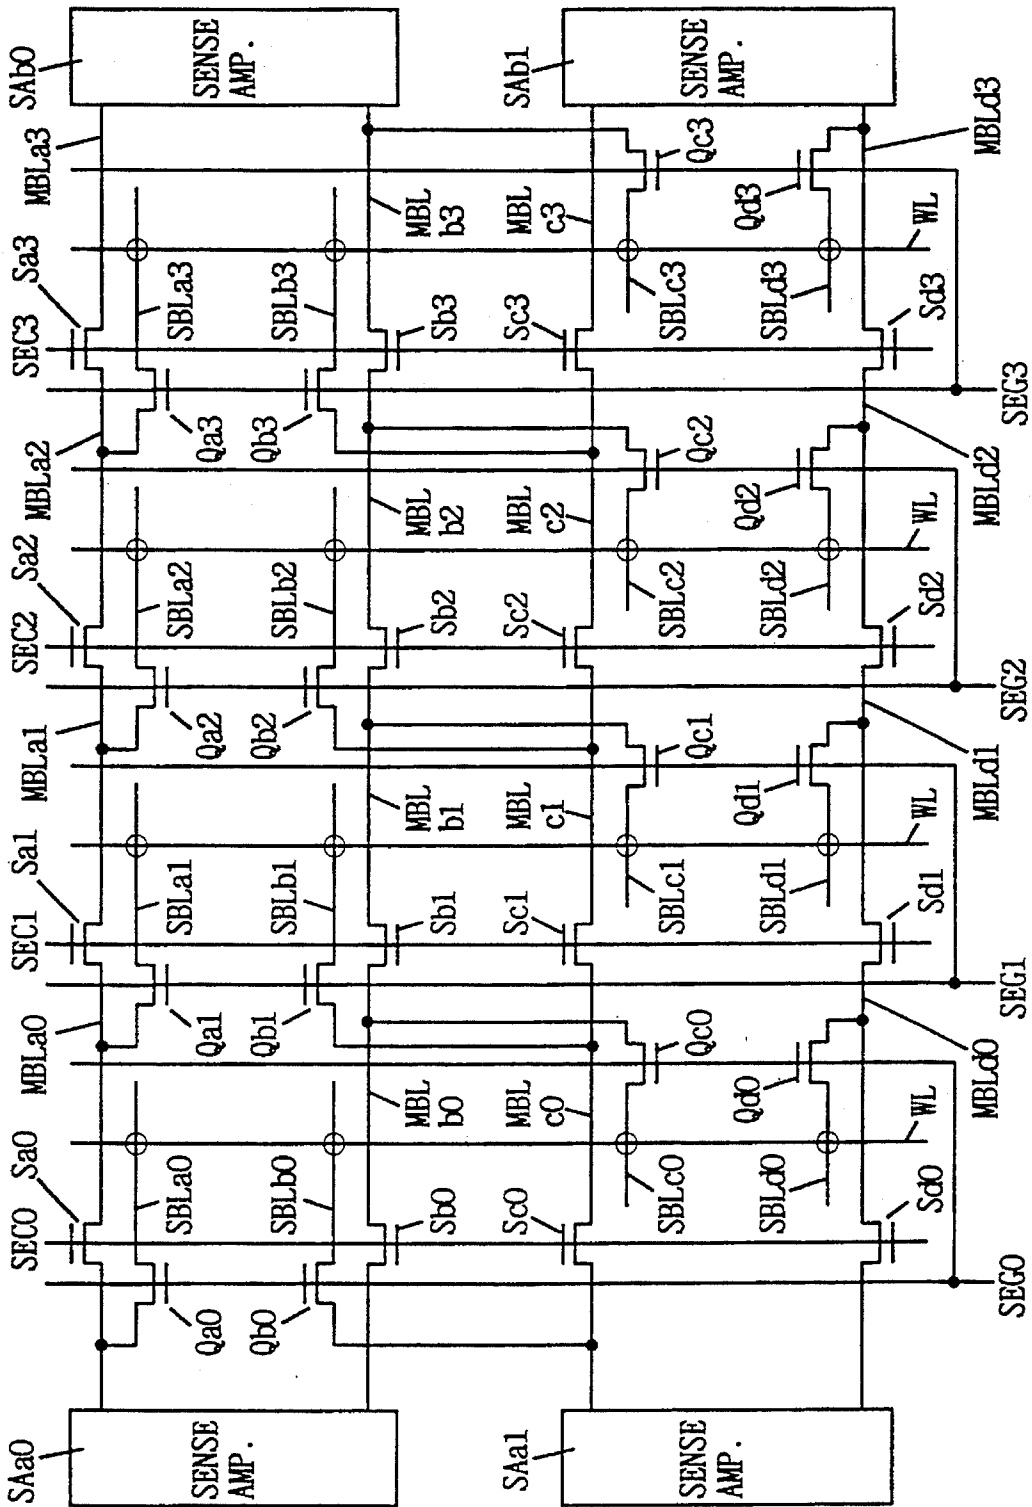 SAb0
SENSE
AMP.
SAb1
SENSE
AMP.
MBLa3
Qc3
MBLd3
MBL
b3
MBL
c3
Qd3
WL
Sa3
SBLa3
SBLb3
SBLc3
SBLd3
SEC3
Sb3
Sc3
Sd3
SEG3
MBLa2
Qa3
Qb3
Qc2
MBLd2
MBL
b2
MBL
c2
Qd2
WL
Sa2
SBLa2
SBLb2
SBLc2
SBLd2
SEC2
Sb2
Sc2
Sd2
SEG2
MBLa1
Qa2
Qb2
Qc1
MBLd1
MBL
b1
MBL
c1
Qd1
WL
Sa1
SBLa1
SBLb1
SBLc1
SBLd1
SEC1
Sb1
Sc1
Sd1
SEG1
MBLa0
Qa1
Qb1
Qc0
MBLd0
MBL
b0
MBL
c0
Qd0
WL
Sa0
SBLa0
SBLb0
SBLc0
SBLd0
SEC0
Sb0
Sc0
Sd0
SEG0
Qa0
Qb0
SAa0
SENSE
AMP.
SAa1
SENSE
AMP.